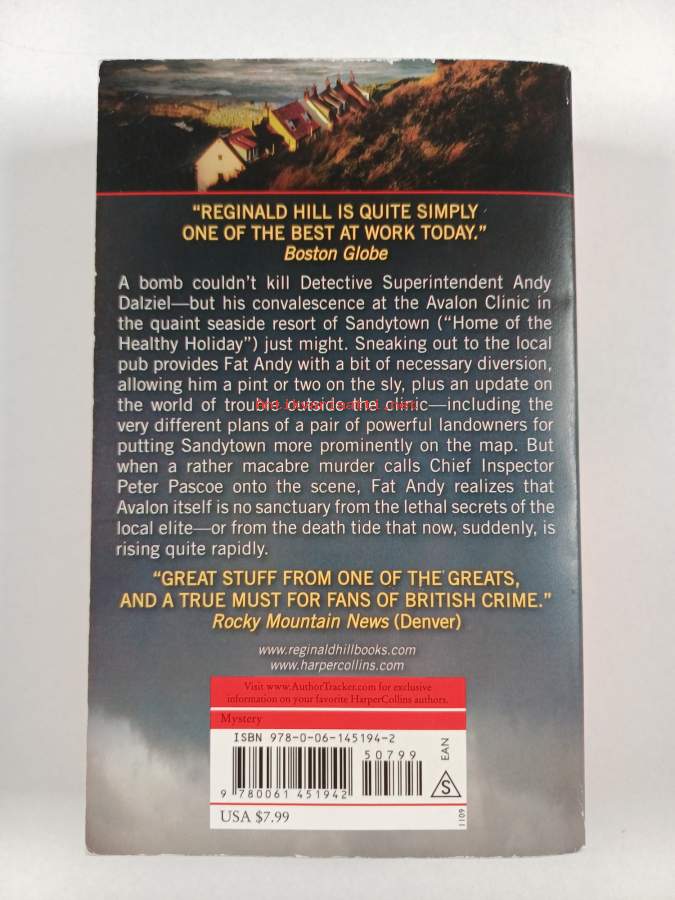 “REGINALD HILL IS QUITE SIMPLY
ONE OF THE BEST AT WORK TODAY.”
Boston Globe
A bomb couldn’t kill Detective Superintendent Andy
Dalziel—but his convalescence at the Avalon Clinic in
the quaint seaside resort of Sandytown (“Home of the
Healthy Holiday”) just might. Sneaking out to the local
pub provides Fat Andy with a bit of necessary diversion,
allowing him a pint or two on the sly, plus an update on
the world of trouble outside the clinic—including the
very different plans of a pair of powerful landowners for
putting Sandytown more prominently on the map. But
when a rather macabre murder calls Chief Inspector
Peter Pascoe onto the scene, Fat Andy realizes that
Avalon itself is no sanctuary from the lethal secrets of the
local elite—or from the death tide that now, suddenly, is
rising quite rapidly.
“GREAT STUFF FROM ONE OF THE GREATS,
AND A TRUE MUST FOR FANS OF BRITISH CRIME.”
Rocky Mountain News (Denver)
www.reginaldhillbooks.com
www.harpercollins.com
Visit www.AuthorTracker.com for exclusive
information on your favorite HarperCollins authors.
Mystery
ISBN 978-0-06-145194-2
50799
EAN
S
9 780061 451942
USA $7.99
1109